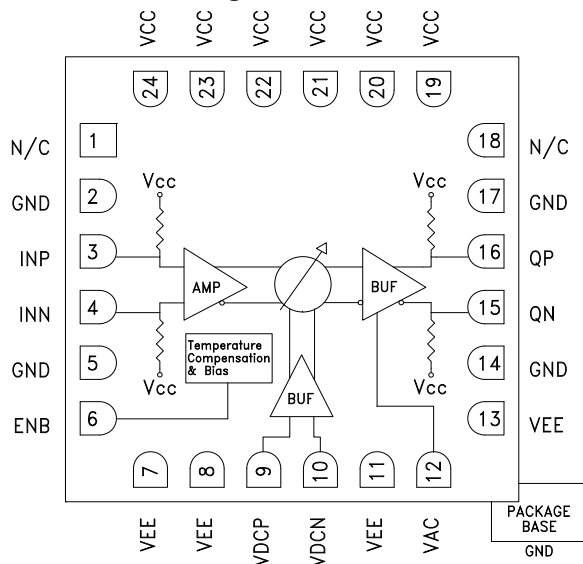 VCC VCC VCC VCC VCC VCC
24 23 22 21 20 19
N/C 1 18 N/C
GND 2 Vcc Vcc 17 GND
INP 3 16 QP
AMP BUF
INN 4 15 QN
Temperature
Compensation
& Bias
GND 5 Vcc Vcc 14 GND
BUF
ENB 6 13 VEE
7 8 9 10 11 12
VEE VEE VDCP VDCN VEE VAC
PACKAGE
BASE
GND